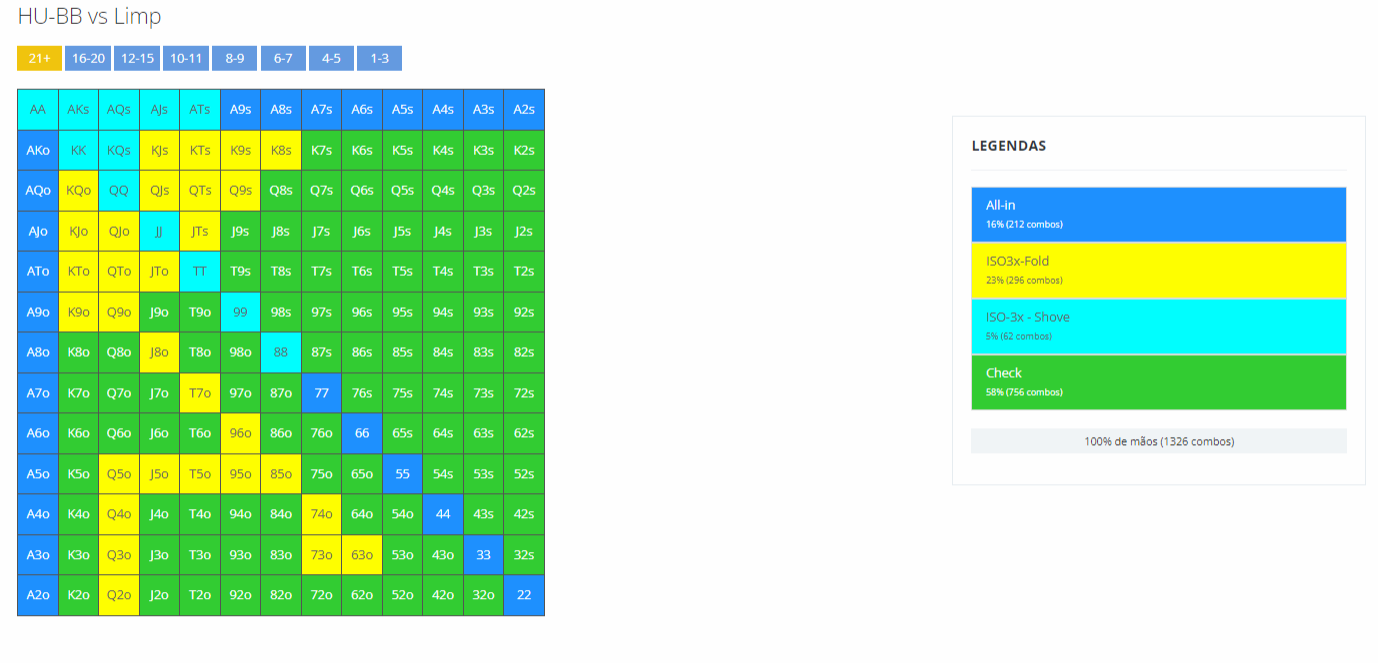 HU-BB vs Limp
21+ 16-20 12-15 10-11 8-9 6-7 4-5 1-3
AA AKs AQs AJs ATs A9s A8s A7s A6s A5s A4s A3s A2s
AKo KK KQs KJs KTs K9s K8s K7s K6s K5s K4s K3s K2s
AQo KQo QQ QJs QTs Q9s Q8s Q7s Q6s Q5s Q4s Q3s Q2s
AJo KJo QJo JJ JTs J9s J8s J7s J6s J5s J4s J3s J2s
ATo KTo QTo JTo TT T9s T8s T7s T6s T5s T4s T3s T2s
A9o K9o Q9o J9o T9o 99 98s 97s 96s 95s 94s 93s 92s
A8o K8o Q8o J8o T8o 98o 88 87s 86s 85s 84s 83s 82s
A7o K7o Q7o J7o T7o 97o 87o 77 76s 75s 74s 73s 72s
A6o K6o Q6o J6o T6o 96o 86o 76o 66 65s 64s 63s 62s
A5o K5o Q5o J5o T5o 95o 85o 75o 65o 55 54s 53s 52s
A4o K4o Q4o J4o T4o 94o 84o 74o 64o 54o 44 43s 42s
A3o K3o Q3o J3o T3o 93o 83o 73o 63o 53o 43o 33 32s
A2o K2o Q2o J2o T2o 92o 82o 72o 62o 52o 42o 32o 22
LEGENDAS
All-in
16% (212 combos)
ISO3x-Fold
23% (296 combos)
ISO-3x - Shove
5% (62 combos)
Check
58% (756 combos)
100% de mãos (1326 combos)